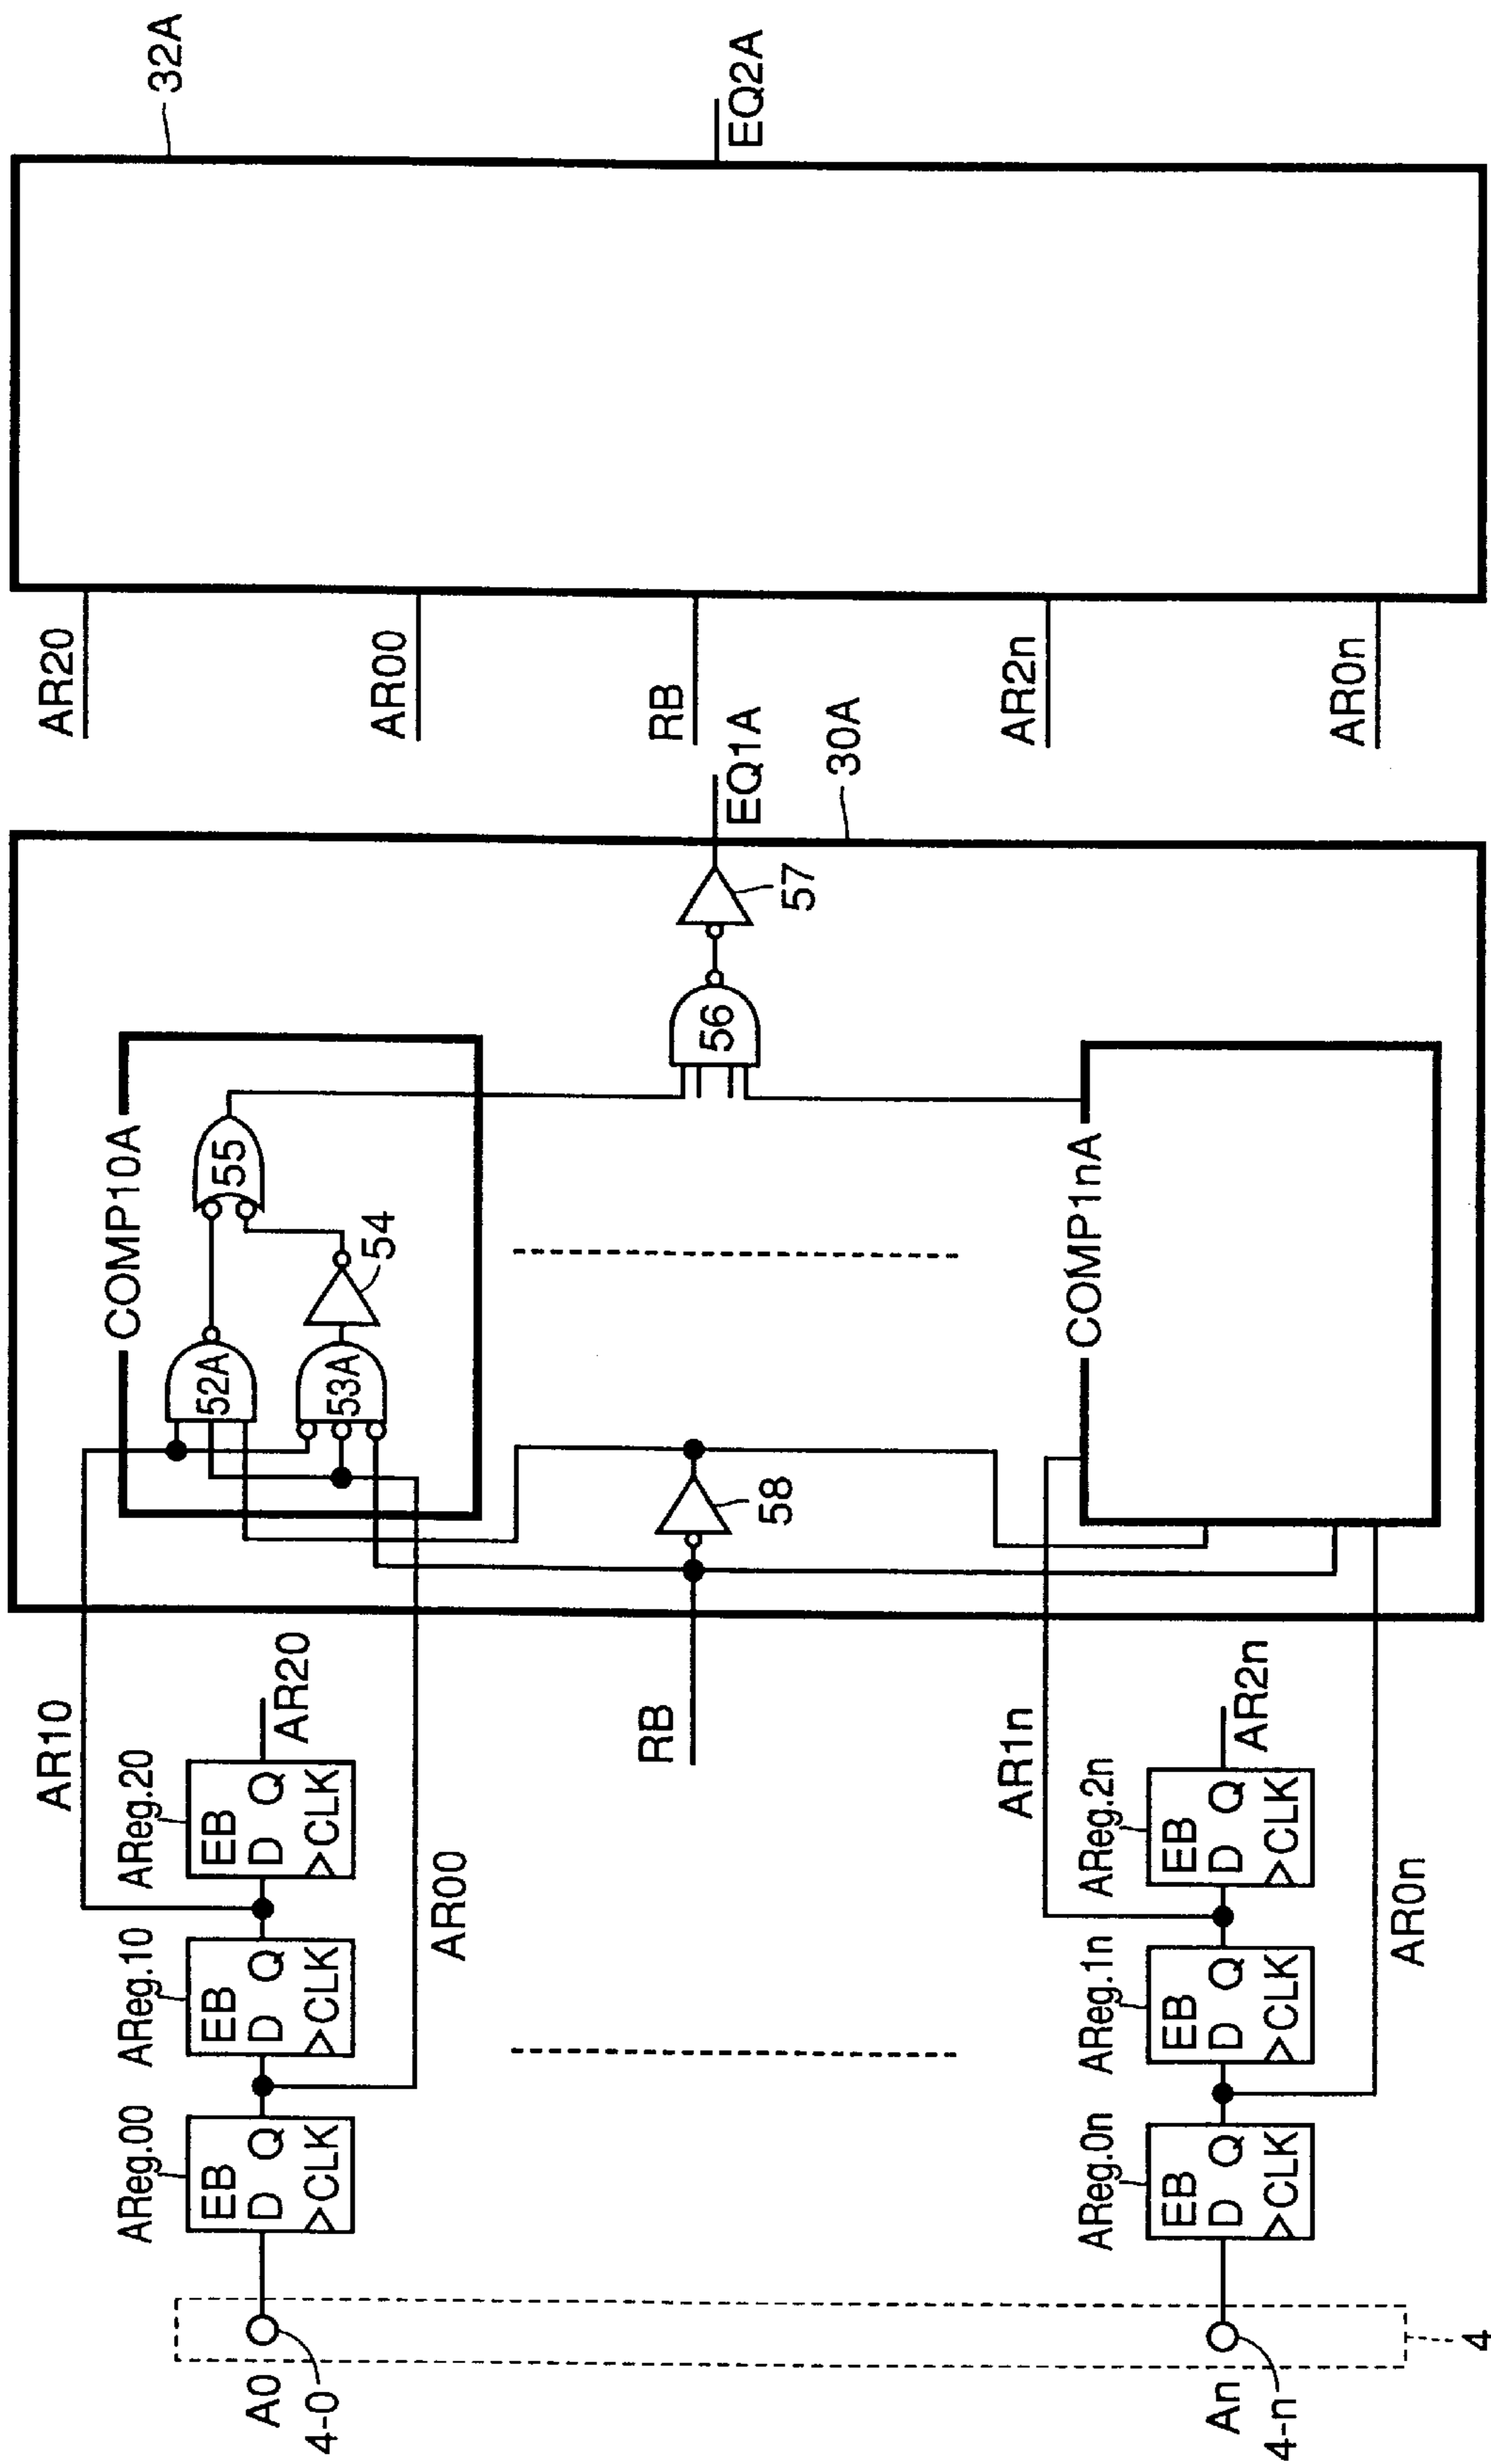 A0
4-0
AReg.00
EB
D Q
>CLK
AReg.10
EB
D Q
>CLK
AReg.20
EB
D Q
>CLK
AR10
AR20
AR00
An
4-n
4
AReg.0n
EB
D Q
>CLK
AReg.1n
EB
D Q
>CLK
AReg.2n
EB
D Q
>CLK
AR1n
AR2n
AR0n
RB
COMP10A
52A
53A
54
55
58
56
57
COMP1nA
EQ1A
30A
AR20
AR00
RB
AR2n
AR0n
32A
EQ2A